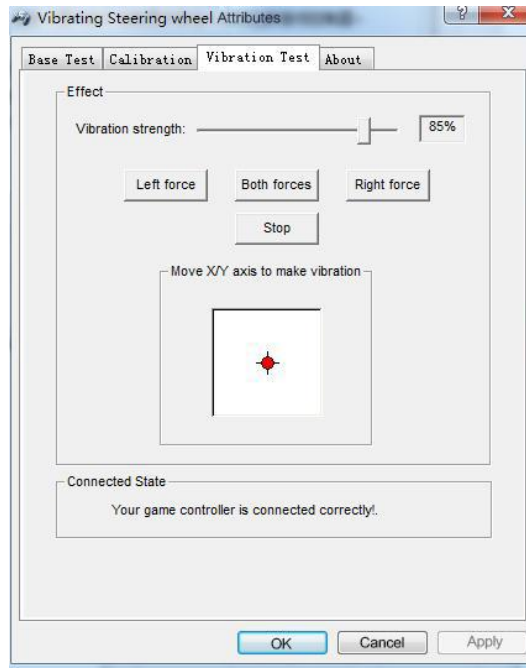 Vibrating Steering wheel Attributes
Base Test Calibration Vibration Test About
Effect
Vibration strength: 85%
Left force Both forces Right force
Stop
Move X/Y axis to make vibration
Connected State
Your game controller is connected correctly!.
OK Cancel Apply